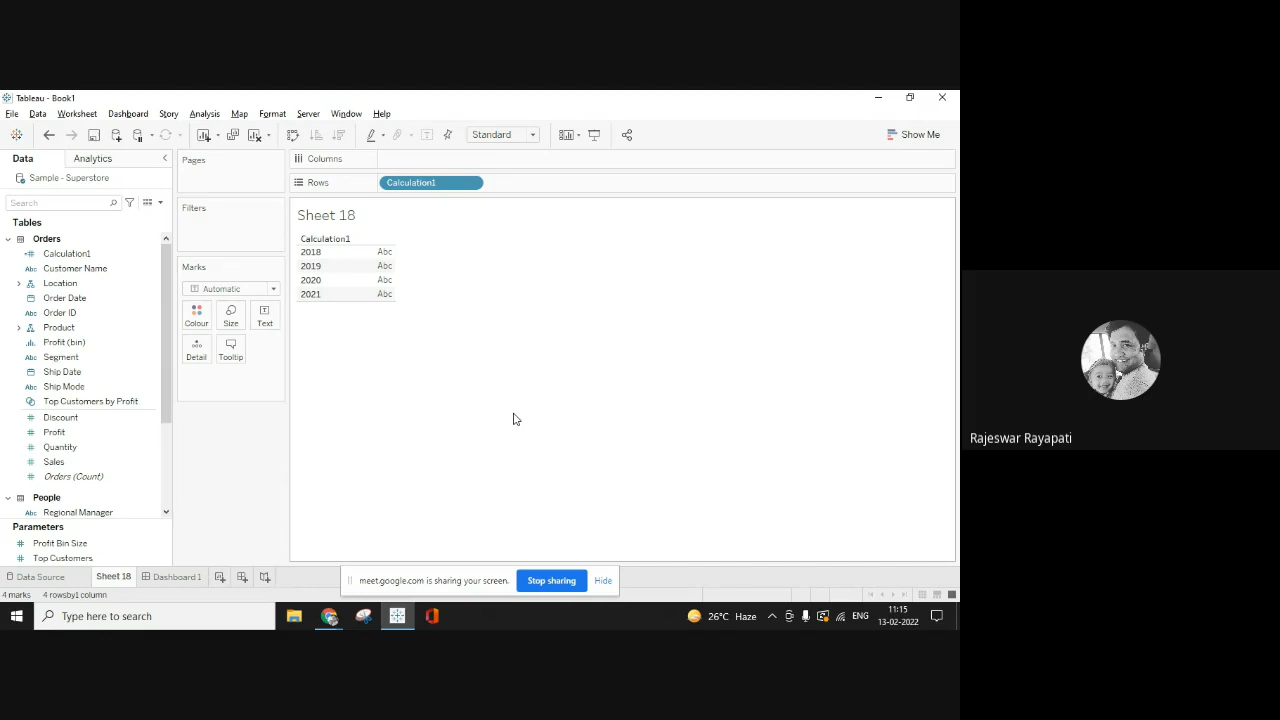 Tableau - Book1
File Data Worksheet Dashboard Story Analysis Map Format Server Window Help
Standard
Show Me
Data Analytics
Sample - Superstore
Search
Tables
Orders
Calculation1
Customer Name
Location
Order Date
Order ID
Product
Profit (bin)
Segment
Ship Date
Ship Mode
Top Customers by Profit
Discount
Profit
Quantity
Sales
Orders (Count)
People
Regional Manager
Parameters
Profit Bin Size
Top Customers
Pages
Filters
Marks
Automatic
Colour Size Text
Detail Tooltip
Columns
Rows Calculation1
Sheet 18
Calculation1
2018 Abc
2019 Abc
2020 Abc
2021 Abc
Data Source Sheet 18 Dashboard 1
meet.google.com is sharing your screen. Stop sharing Hide
4 marks 4 rowsby1 column
Type here to search
26°C Haze
ENG
11:15
13-02-2022
Rajeswar Rayapati